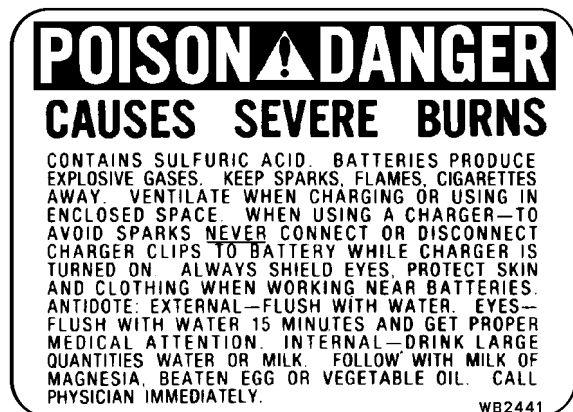 POISON DANGER
CAUSES SEVERE BURNS
CONTAINS SULFURIC ACID. BATTERIES PRODUCE
EXPLOSIVE GASES. KEEP SPARKS, FLAMES, CIGARETTES
AWAY. VENTILATE WHEN CHARGING OR USING IN
ENCLOSED SPACE. WHEN USING A CHARGER—TO
AVOID SPARKS NEVER CONNECT OR DISCONNECT
CHARGER CLIPS TO BATTERY WHILE CHARGER IS
TURNED ON. ALWAYS SHIELD EYES, PROTECT SKIN
AND CLOTHING WHEN WORKING NEAR BATTERIES.
ANTIDOTE: EXTERNAL—FLUSH WITH WATER. EYES—
FLUSH WITH WATER 15 MINUTES AND GET PROPER
MEDICAL ATTENTION. INTERNAL—DRINK LARGE
QUANTITIES WATER OR MILK. FOLLOW WITH MILK OF
MAGNESIA, BEATEN EGG OR VEGETABLE OIL. CALL
PHYSICIAN IMMEDIATELY.
WB2441